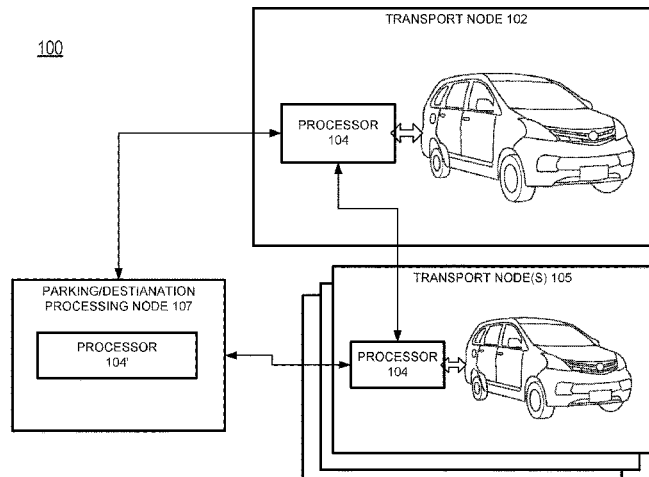 100
TRANSPORT NODE 102
PROCESSOR
104
TRANSPORT NODE(S) 105
PROCESSOR
104
PARKING/DESTIANATION
PROCESSING NODE 107
PROCESSOR
104'